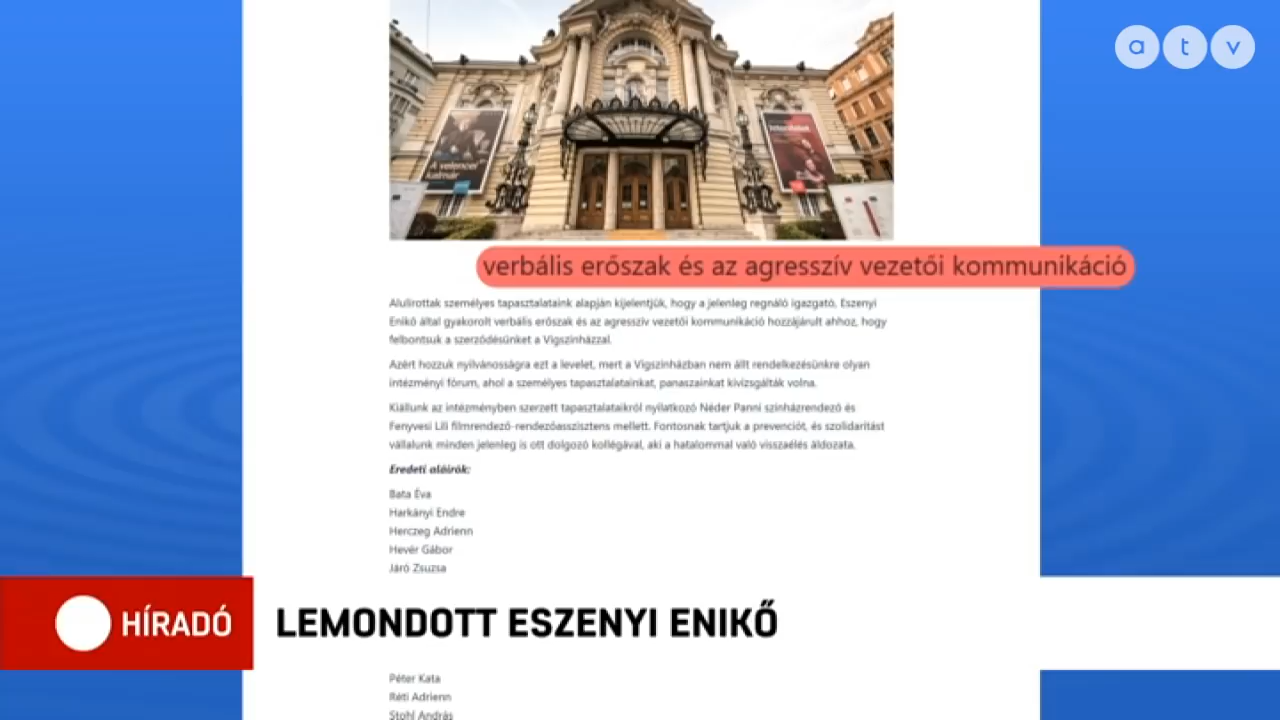 atv
A velencei
kalmár
verbális erőszak és az agresszív vezetői kommunikáció
Alulírottak személyes tapasztalataink alapján kijelentjük, hogy a jelenleg regnáló igazgató, Eszenyi
Enikő által gyakorolt verbális erőszak és az agresszív vezetői kommunikáció hozzájárult ahhoz, hogy
felbontsuk a szerződésünket a Vígszínházzal.
Azért hozzuk nyilvánosságra ezt a levelet, mert a Vígszínházban nem állt rendelkezésünkre olyan
intézményi fórum, ahol a személyes tapasztalatainkat, panaszainkat kivizsgálták volna.
Kiállunk az intézményben szerzett tapasztalataikról nyilatkozó Néder Panni színházrendező és
Fenyvesi Lili filmrendező-rendezőasszisztens mellett. Fontosnak tartjuk a prevenciót, és szolidaritást
vállalunk minden jelenleg is ott dolgozó kollégával, aki a hatalommal való visszaélés áldozata.
Eredeti aláírók:
Bata Éva
Harkányi Endre
Herczeg Adrienn
Hevér Gábor
Járó Zsuzsa
HÍRADÓ
LEMONDOTT ESZENYI ENIKŐ
Péter Kata
Réti Adrienn
Stohl András